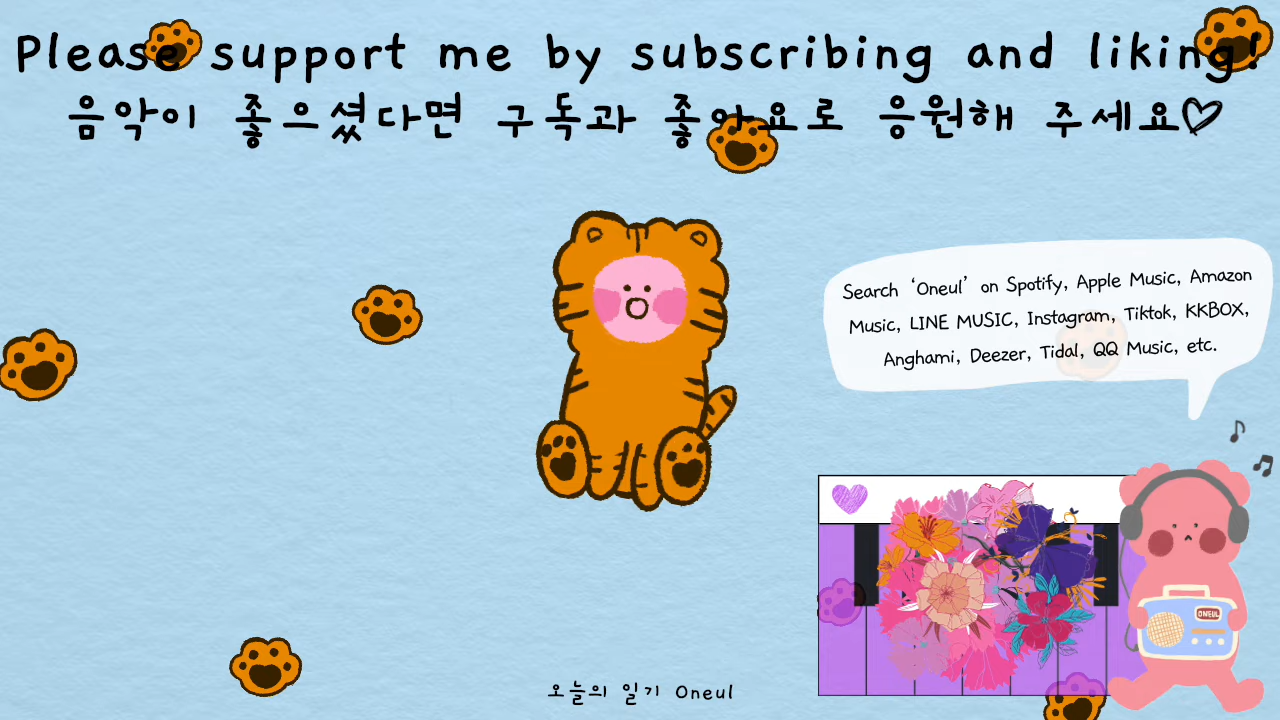 Please support me by subscribing and liking!
음악이 좋으셨다면 구독과 좋아요로 응원해 주세요♡
Search ‘Oneul’ on Spotify, Apple Music, Amazon
Music, LINE MUSIC, Instagram, Tiktok, KKBOX,
Anghami, Deezer, Tidal, QQ Music, etc.
ONEUL
오늘의 일기 Oneul